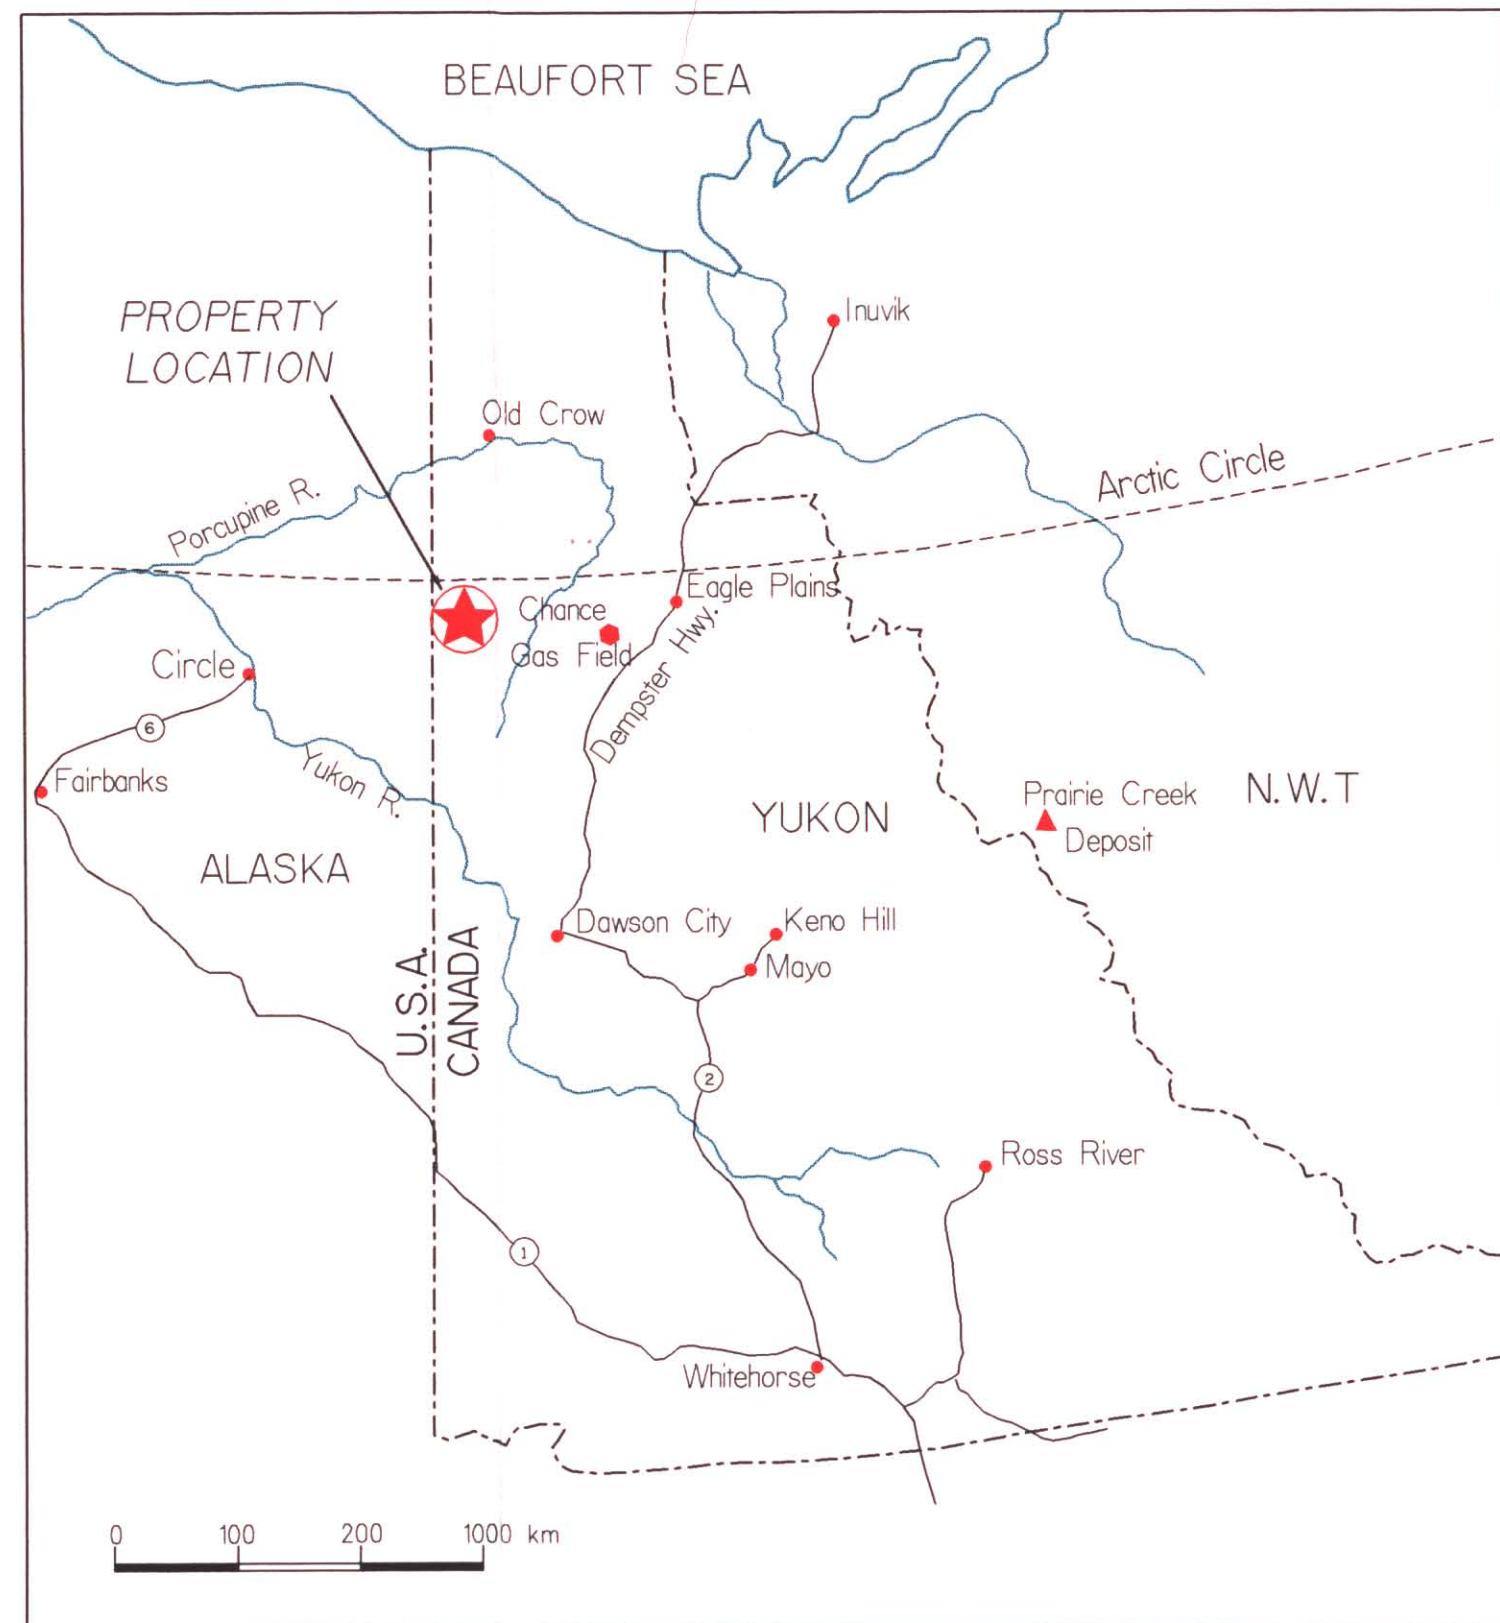 BEAUFORT SEA
PROPERTY
LOCATION
Inuvik
Old Crow
Arctic Circle
Porcupine R.
Eagle Plains
Chance
Gas Field
Dempster Hwy.
Circle
6
Yukon R.
Fairbanks
Prairie Creek
Deposit
N.W.T
YUKON
ALASKA
Dawson City
Keno Hill
Mayo
U.S.A.
CANADA
2
Ross River
1
Whitehorse
0 100 200 1000 km